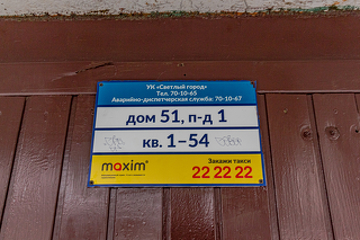 УК «Светлый город»
Тел. 70-10-65
Аварийно-диспетчерская служба: 70-10-67
дом 51, п-д 1
кв. 1–54
maxim®
Закажи такси
22 22 22